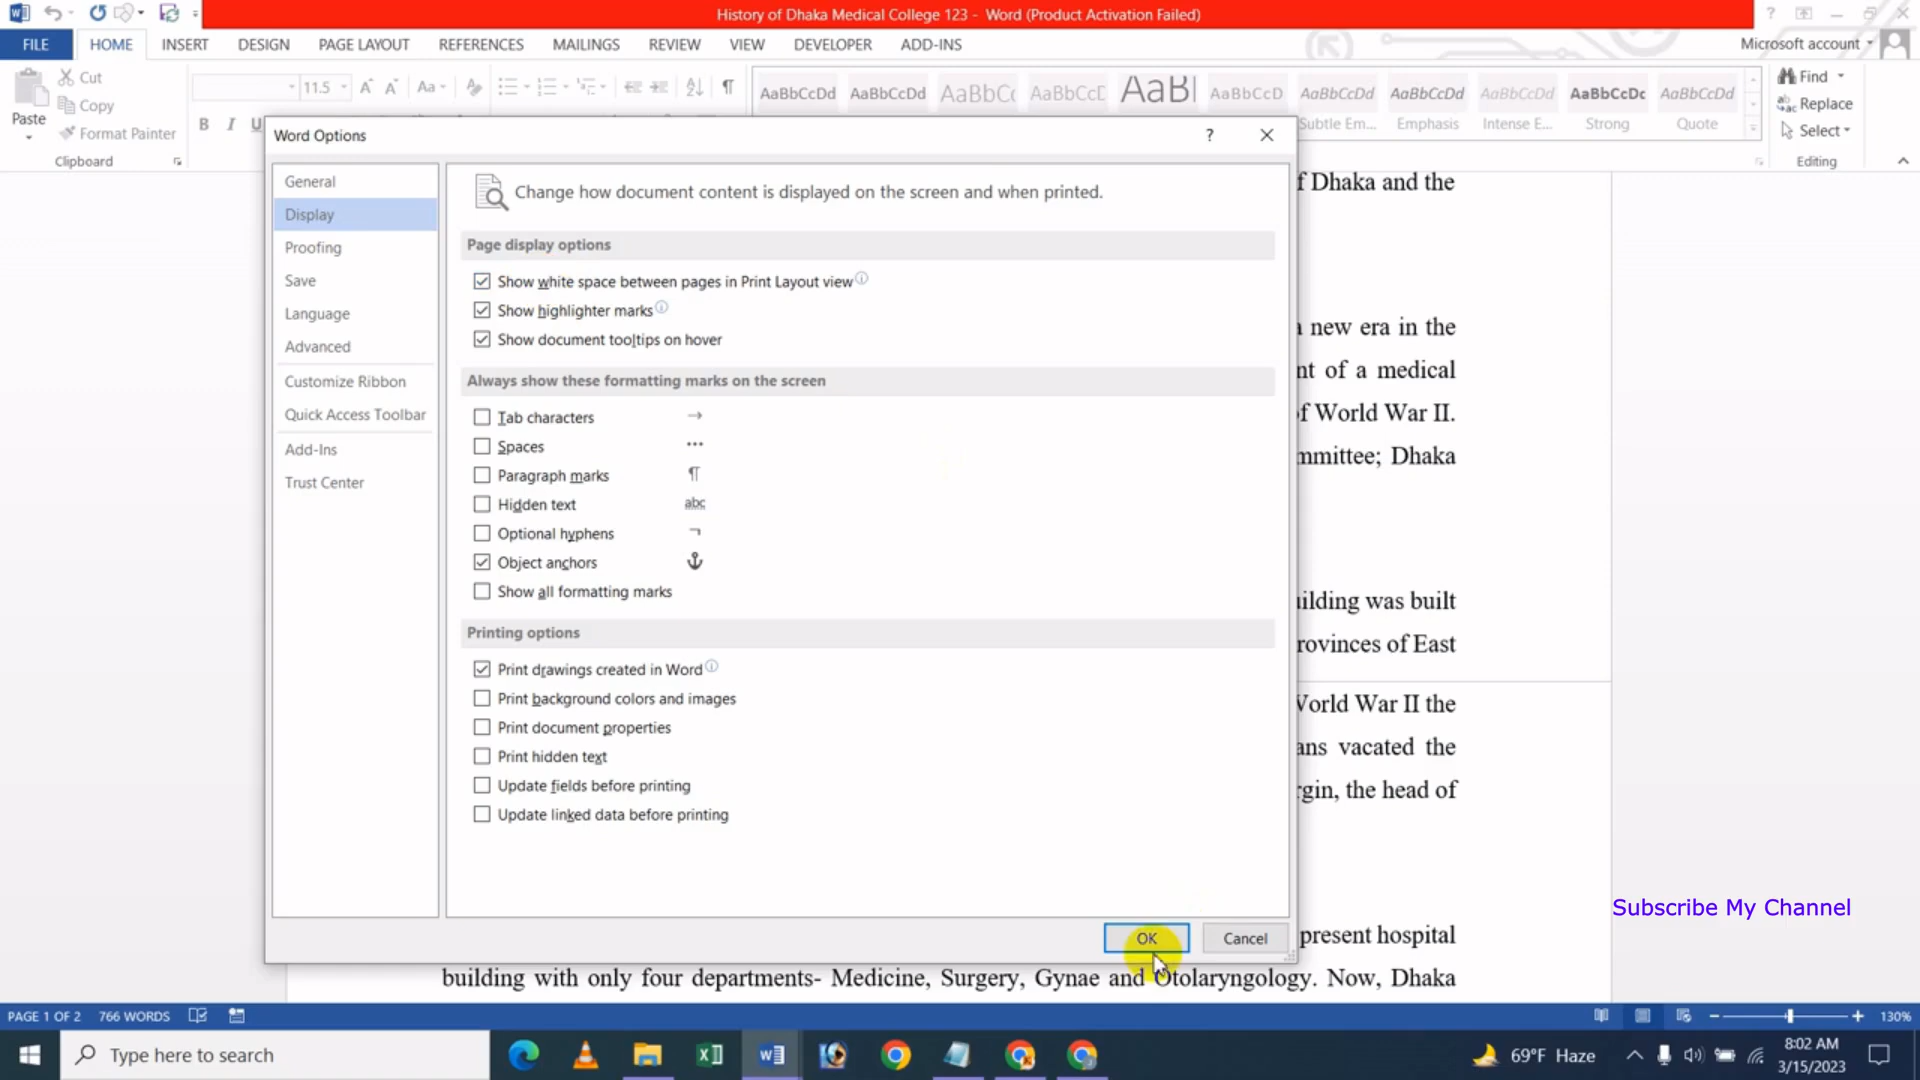 History of Dhaka Medical College 123 - Word (Product Activation Failed)
FILE HOME INSERT DESIGN PAGE LAYOUT REFERENCES MAILINGS REVIEW VIEW DEVELOPER ADD-INS Microsoft account
Paste
Cut
Copy
Format Painter
Clipboard
11.5
B I U
AaBbCcDd AaBbCcDd AaBbC AaBbCcC AaB AaBbCcD AaBbCcDd AaBbCcDd AaBbCcDd AaBbCcDc AaBbCcDd
Subtle Em... Emphasis Intense E... Strong Quote
Find
Replace
Select
Editing
Word Options
General
Display
Proofing
Save
Language
Advanced
Customize Ribbon
Quick Access Toolbar
Add-Ins
Trust Center
Change how document content is displayed on the screen and when printed.
Page display options
Show white space between pages in Print Layout view
Show highlighter marks
Show document tooltips on hover
Always show these formatting marks on the screen
Tab characters →
Spaces ...
Paragraph marks ¶
Hidden text abc
Optional hyphens ¬
Object anchors
Show all formatting marks
Printing options
Print drawings created in Word
Print background colors and images
Print document properties
Print hidden text
Update fields before printing
Update linked data before printing
OK Cancel
f Dhaka and the
new era in the
nt of a medical
f World War II.
mmittee; Dhaka
uilding was built
rovinces of East
World War II the
ans vacated the
rgin, the head of
present hospital
building with only four departments- Medicine, Surgery, Gynae and Otolaryngology. Now, Dhaka
Subscribe My Channel
PAGE 1 OF 2 766 WORDS 130%
Type here to search
69°F Haze
8:02 AM
3/15/2023